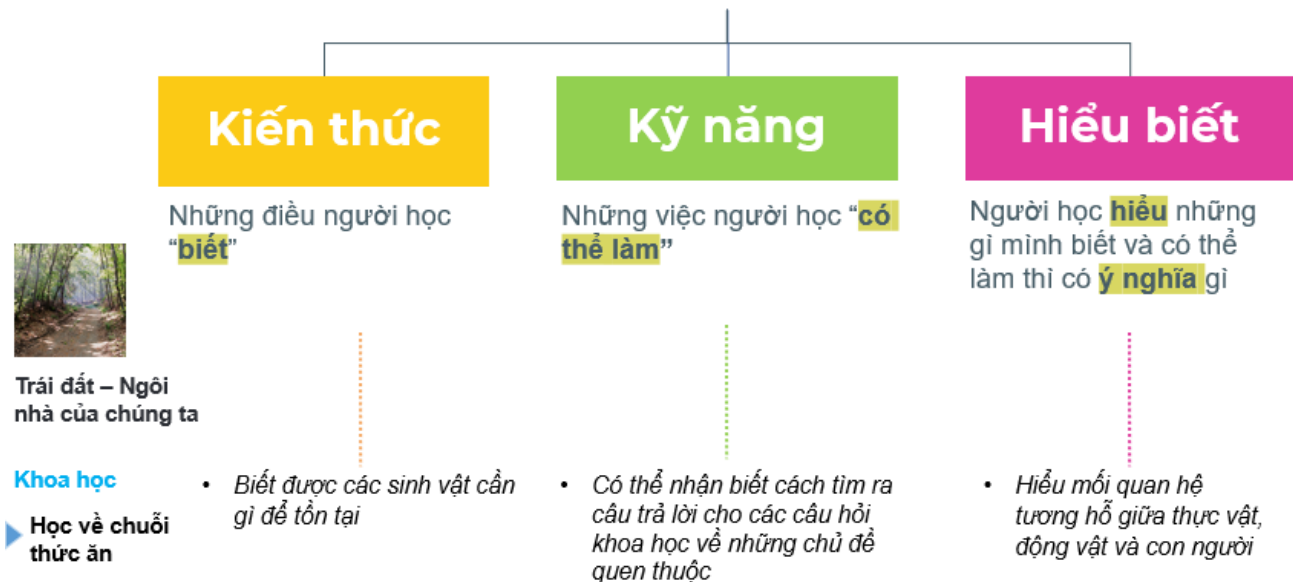 Kiến thức
Kỹ năng
Hiểu biết
Những điều người học
“biết”
Những việc người học “có
thể làm”
Người học hiểu những
gì mình biết và có thể
làm thì có ý nghĩa gì
Trái đất – Ngôi
nhà của chúng ta
Khoa học
Học về chuỗi
thức ăn
• Biết được các sinh vật cần
gì để tồn tại
• Có thể nhận biết cách tìm ra
câu trả lời cho các câu hỏi
khoa học về những chủ đề
quen thuộc
• Hiểu mối quan hệ
tương hỗ giữa thực vật,
động vật và con người